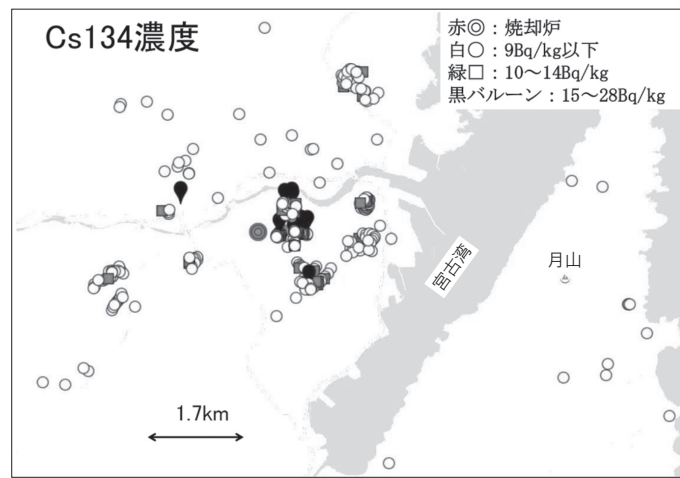 Cs134濃度
赤◎：焼却炉
白○：9Bq/kg以下
緑□：10～14Bq/kg
黒バルーン：15～28Bq/kg
月山
宮古湾
1.7km